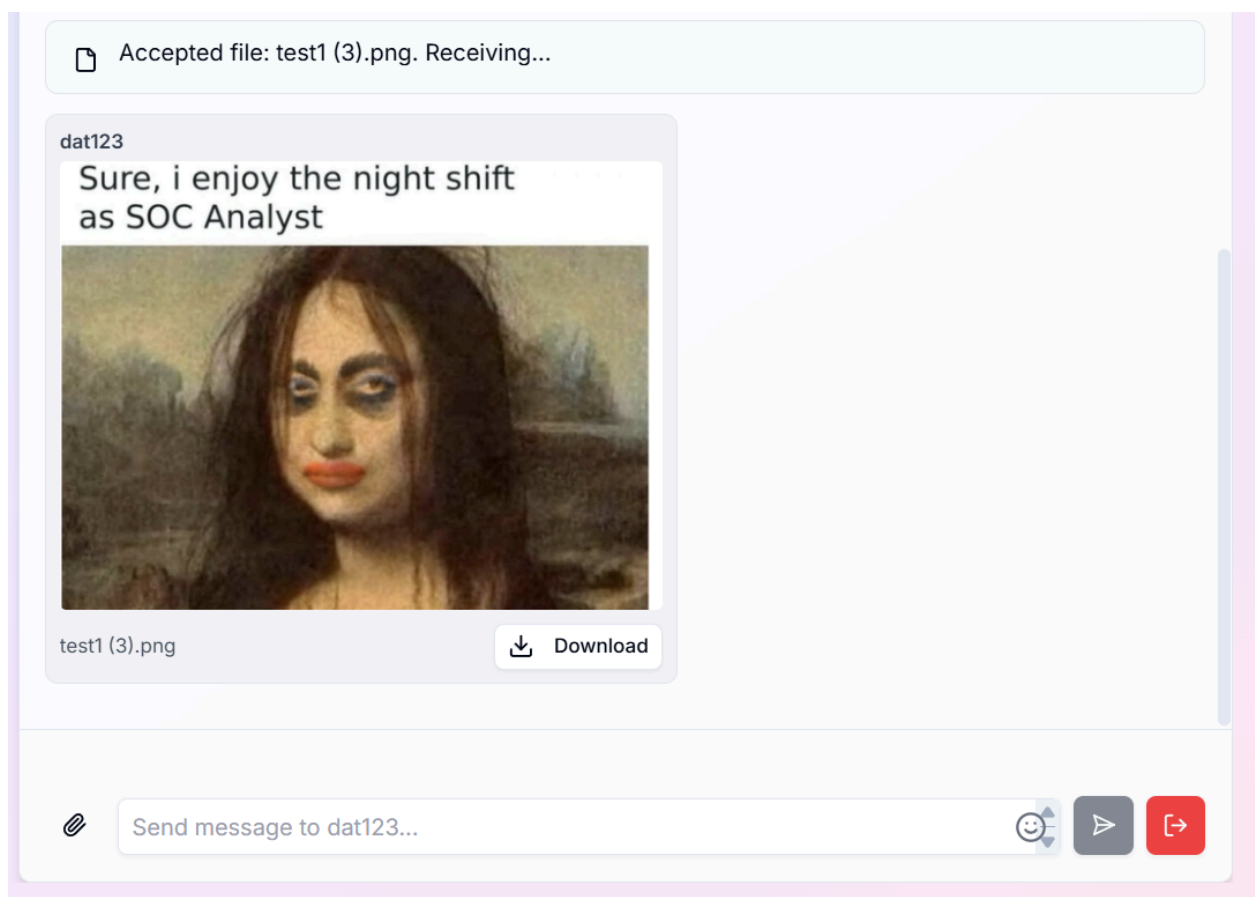 Accepted file: test1 (3).png. Receiving...
dat123
Sure, i enjoy the night shift
as SOC Analyst
test1 (3).png
Download
Send message to dat123...